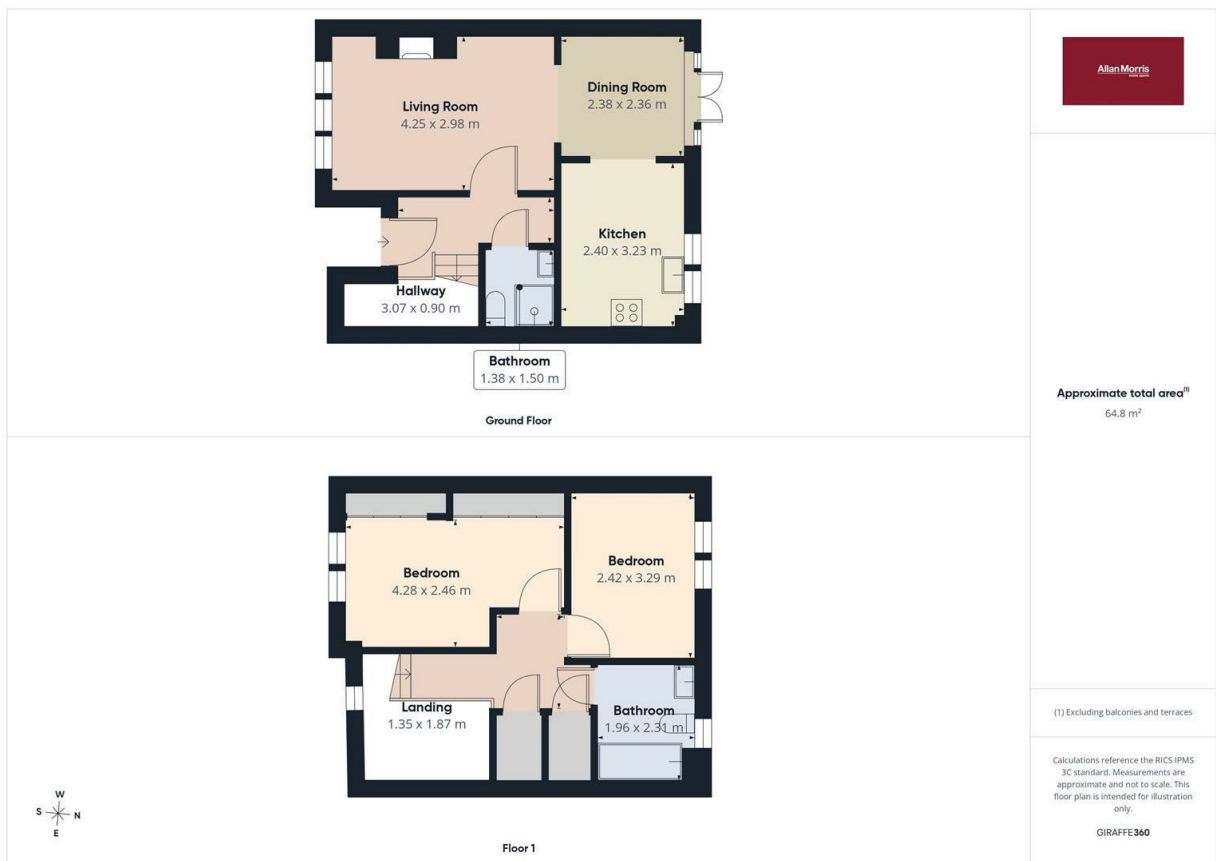 Living Room
4.25 x 2.98 m
Dining Room
2.38 x 2.36 m
Kitchen
2.40 x 3.23 m
Hallway
3.07 x 0.90 m
Bathroom
1.38 x 1.50 m
Ground Floor
Bedroom
4.28 x 2.46 m
Bedroom
2.42 x 3.29 m
Landing
1.35 x 1.87 m
Bathroom
1.96 x 2.31 m
W
S N
E
Floor 1
Allan Morris
estate agents
Approximate total area(1)
64.8 m²
(1) Excluding balconies and terraces
Calculations reference the RICS IPMS
3C standard. Measurements are
approximate and not to scale. This
floor plan is intended for illustration
only.
GIRAFFE360